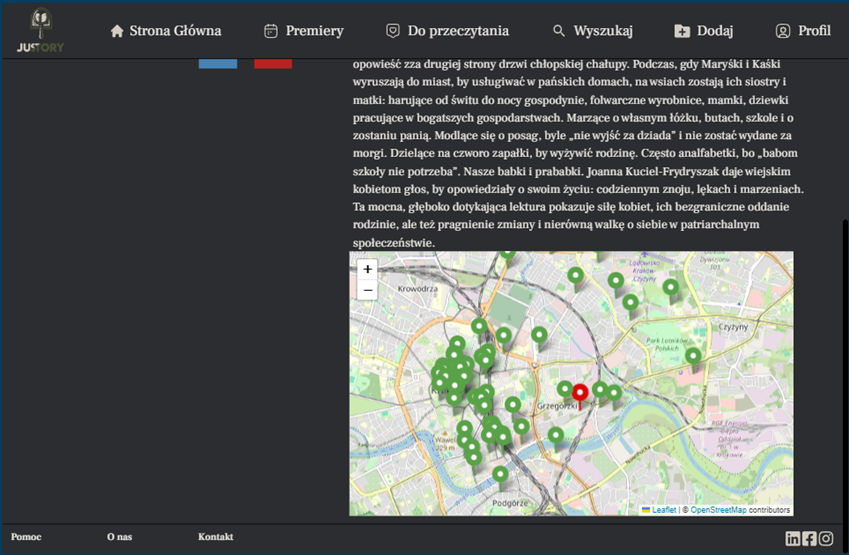 JUSTORY
Strona Główna
Premiery
Do przeczytania
Wyszukaj
Dodaj
Profil
opowieść zza drugiej strony drzwi chłopskiej chałupy. Podczas, gdy Maryśki i Kaśki
wyruszają do miast, by usługiwać w pańskich domach, na wsiach zostają ich siostry i
matki: harujące od świtu do nocy gospodynie, folwarczne wyrobnice, mamki, dziewki
pracujące w bogatszych gospodarstwach. Marzące o własnym łóżku, butach, szkole i o
zostaniu panią. Modlące się o posag, byle „nie wyjść za dziada" i nie zostać wydane za
morgi. Dzielące na czworo zapałki, by wyżywić rodzinę. Często analfabetki, bo „babom
szkoły nie potrzeba". Nasze babki i prababki. Joanna Kuciel-Frydryszak daje wiejskim
kobietom głos, by opowiedziały o swoim życiu: codziennym znoju, lękach i marzeniach.
Ta mocna, głęboko dotykająca lektura pokazuje siłę kobiet, ich bezgraniczne oddanie
rodzinie, ale też pragnienie zmiany i nierówną walkę o siebie w patriarchalnym
społeczeństwie.
+
−
Krowodrza
Czyżyny
Park Lotników
Polskich
Grzegórzki
Wawel
Podgórze
Leaflet | © OpenStreetMap contributors
Pomoc
O nas
Kontakt